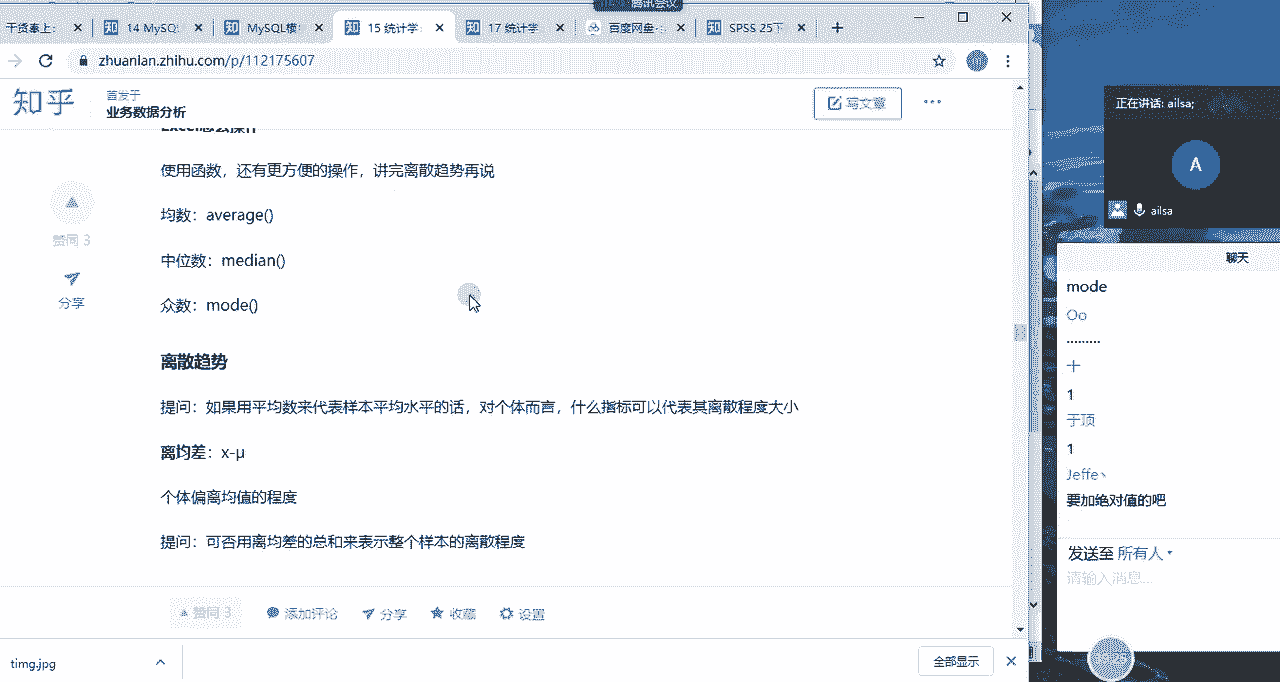 腾讯会议
干货奉上:
14 MySQ
MySQL模
15 统计学:
17 统计学
百度网盘-
SPSS 25下
zhuanlan.zhihu.com/p/112175607
知乎
首发于
业务数据分析
写文章
Excel怎么操作
使用函数，还有更方便的操作，讲完离散趋势再说
均数：average()
中位数：median()
众数：mode()
离散趋势
提问：如果用平均数来代表样本平均水平的话，对个体而言，什么指标可以代表其离散程度大小
离均差：x-μ
个体偏离均值的程度
提问：可否用离均差的总和来表示整个样本的离散程度
赞同 3
分享
赞同 3
添加评论
分享
收藏
设置
timg.jpg
全部显示
正在讲话: ailsa;
A
ailsa
聊天
mode
Oo
………
十
1
于顶
1
Jeffe丶
要加绝对值的吧
发送至 所有人
请输入消息...